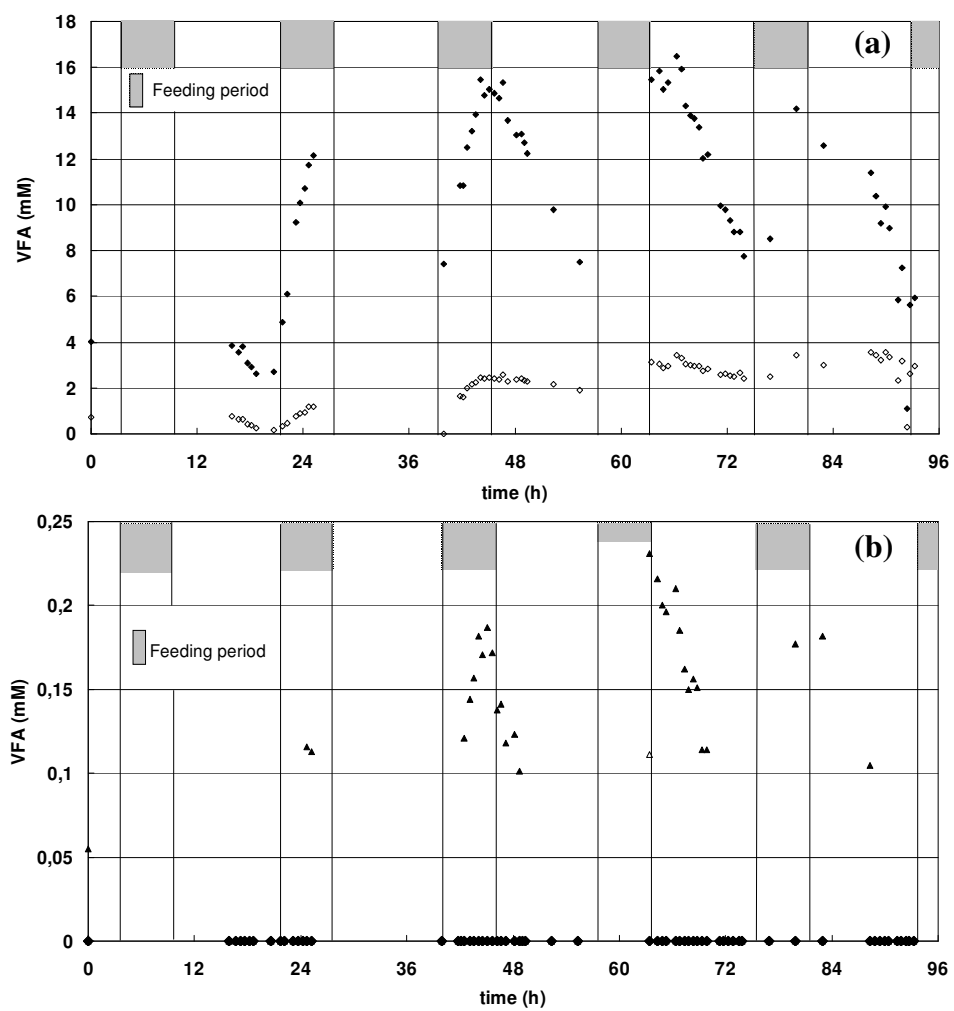 18
(a)
16
Feeding period
14
12
VFA (mM)
10
8
6
4
2
0
0 12 24 36 48 60 72 84 96
time (h)
0,25
(b)
0,2
Feeding period
0,15
VFA (mM)
0,1
0,05
0
0 12 24 36 48 60 72 84 96
time (h)